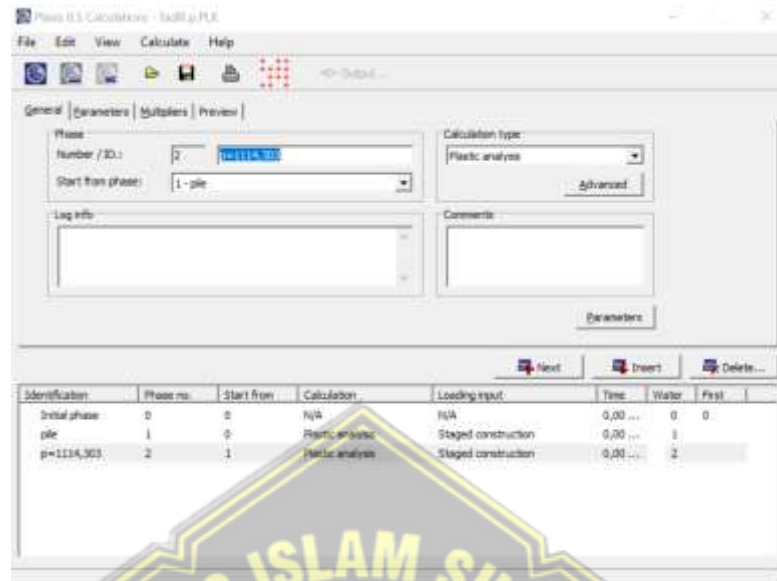 Plaxis 8.5 Calculations - fadlil p.PLX
File Edit View Calculate Help
Output...
General Parameters Multipliers Preview
Phase
Number / ID.: 2 p=1114,303
Start from phase: 1 - pile
Calculation type
Plastic analysis
Advanced
Log info
Comments
Parameters
Next Insert Delete...
Identification Phase no. Start from Calculation Loading input Time Water First
Initial phase 0 0 N/A N/A 0,00 ... 0 0
pile 1 0 Plastic analysis Staged construction 0,00 ... 1
p=1114,303 2 1 Plastic analysis Staged construction 0,00 ... 2
ISLAM